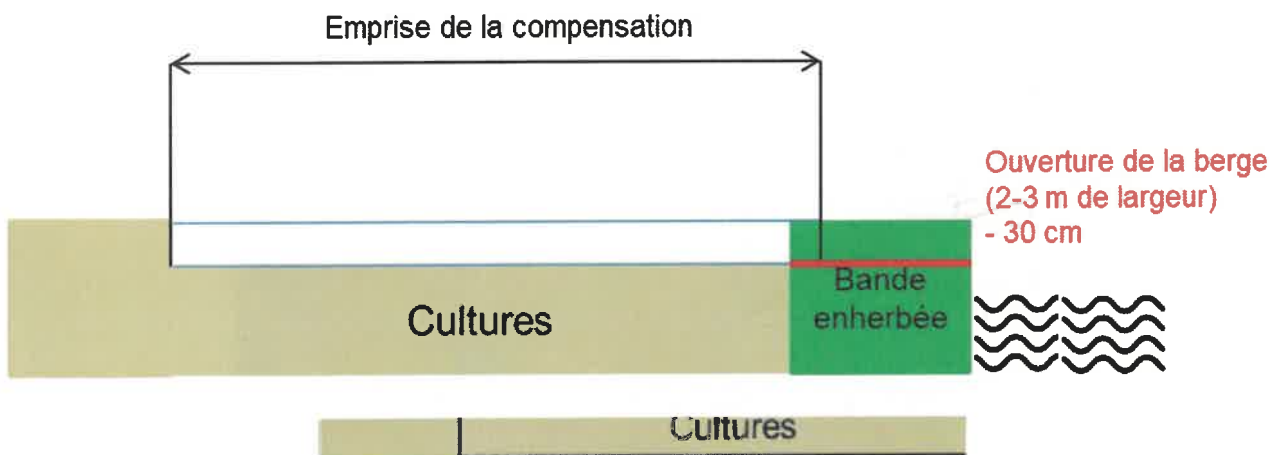 Emprise de la compensation
Ouverture de la berge
(2-3 m de largeur)
- 30 cm
Bande
enherbée
Cultures
Cultures